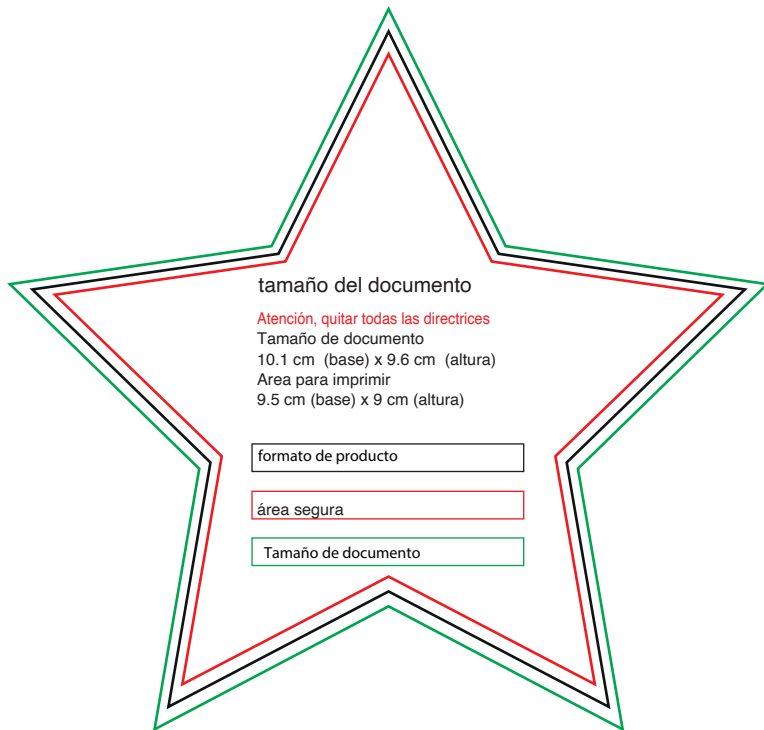 tamaño del documento
Atención, quitar todas las directrices
Tamaño de documento
10.1 cm (base) x 9.6 cm (altura)
Area para imprimir
9.5 cm (base) x 9 cm (altura)
formato de producto
área segura
Tamaño de documento